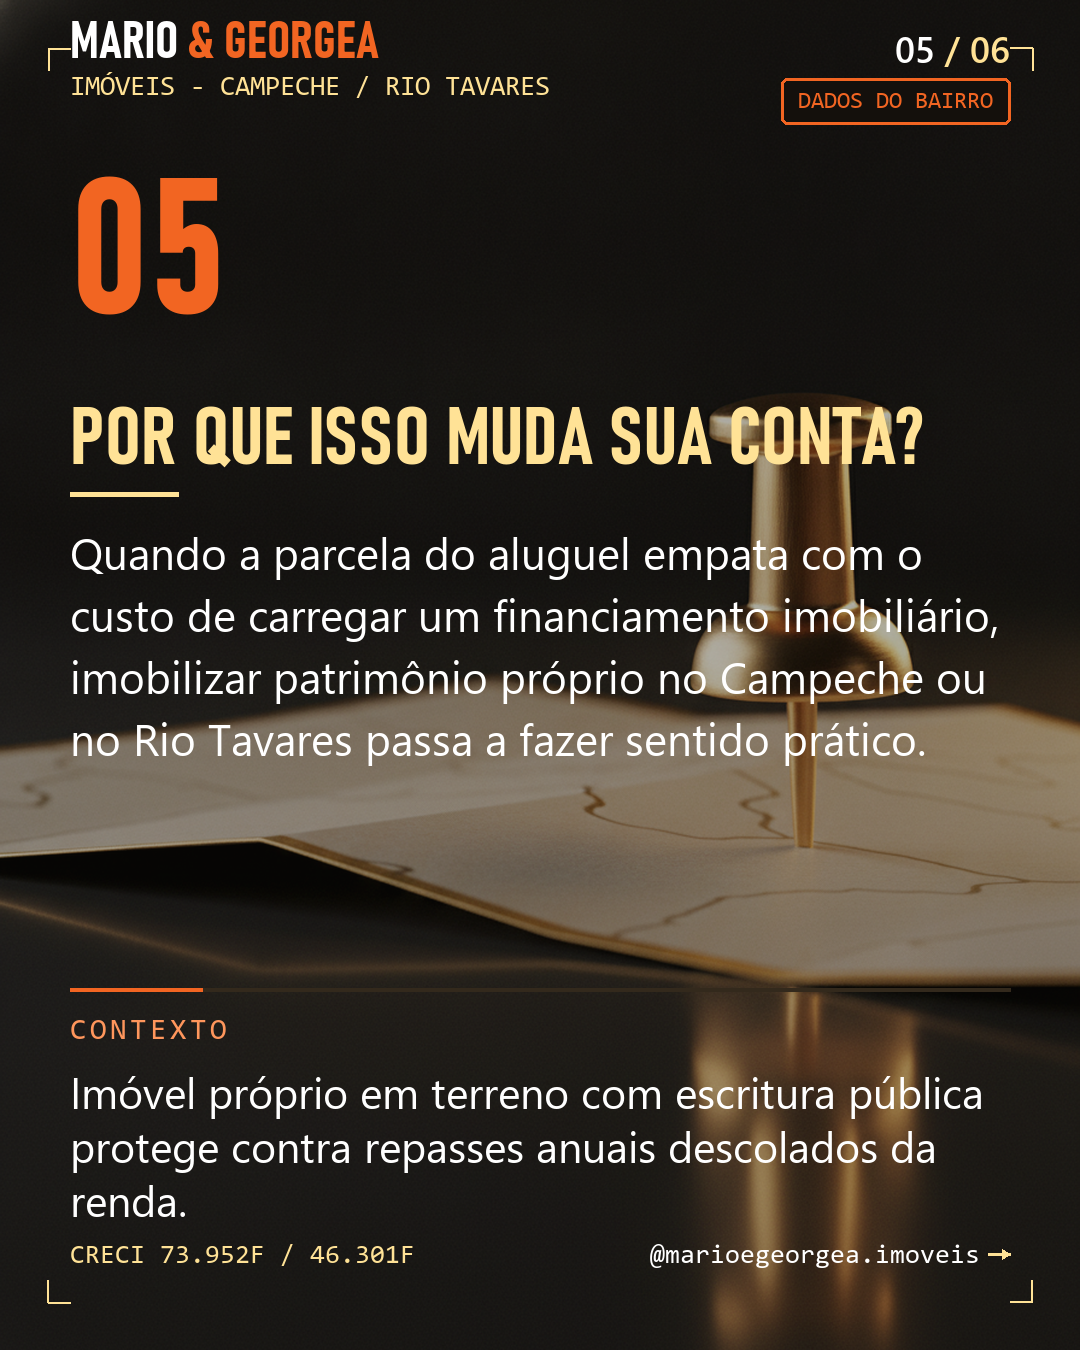 MARIO & GEORGEA
IMÓVEIS - CAMPECHE / RIO TAVARES
05 / 06
DADOS DO BAIRRO
05
POR QUE ISSO MUDA SUA CONTA?
Quando a parcela do aluguel empata com o
custo de carregar um financiamento imobiliário,
imobilizar patrimônio próprio no Campeche ou
no Rio Tavares passa a fazer sentido prático.
CONTEXTO
Imóvel próprio em terreno com escritura pública
protege contra repasses anuais descolados da
renda.
CRECI 73.952F / 46.301F
@marioegeorgea.imoveis →